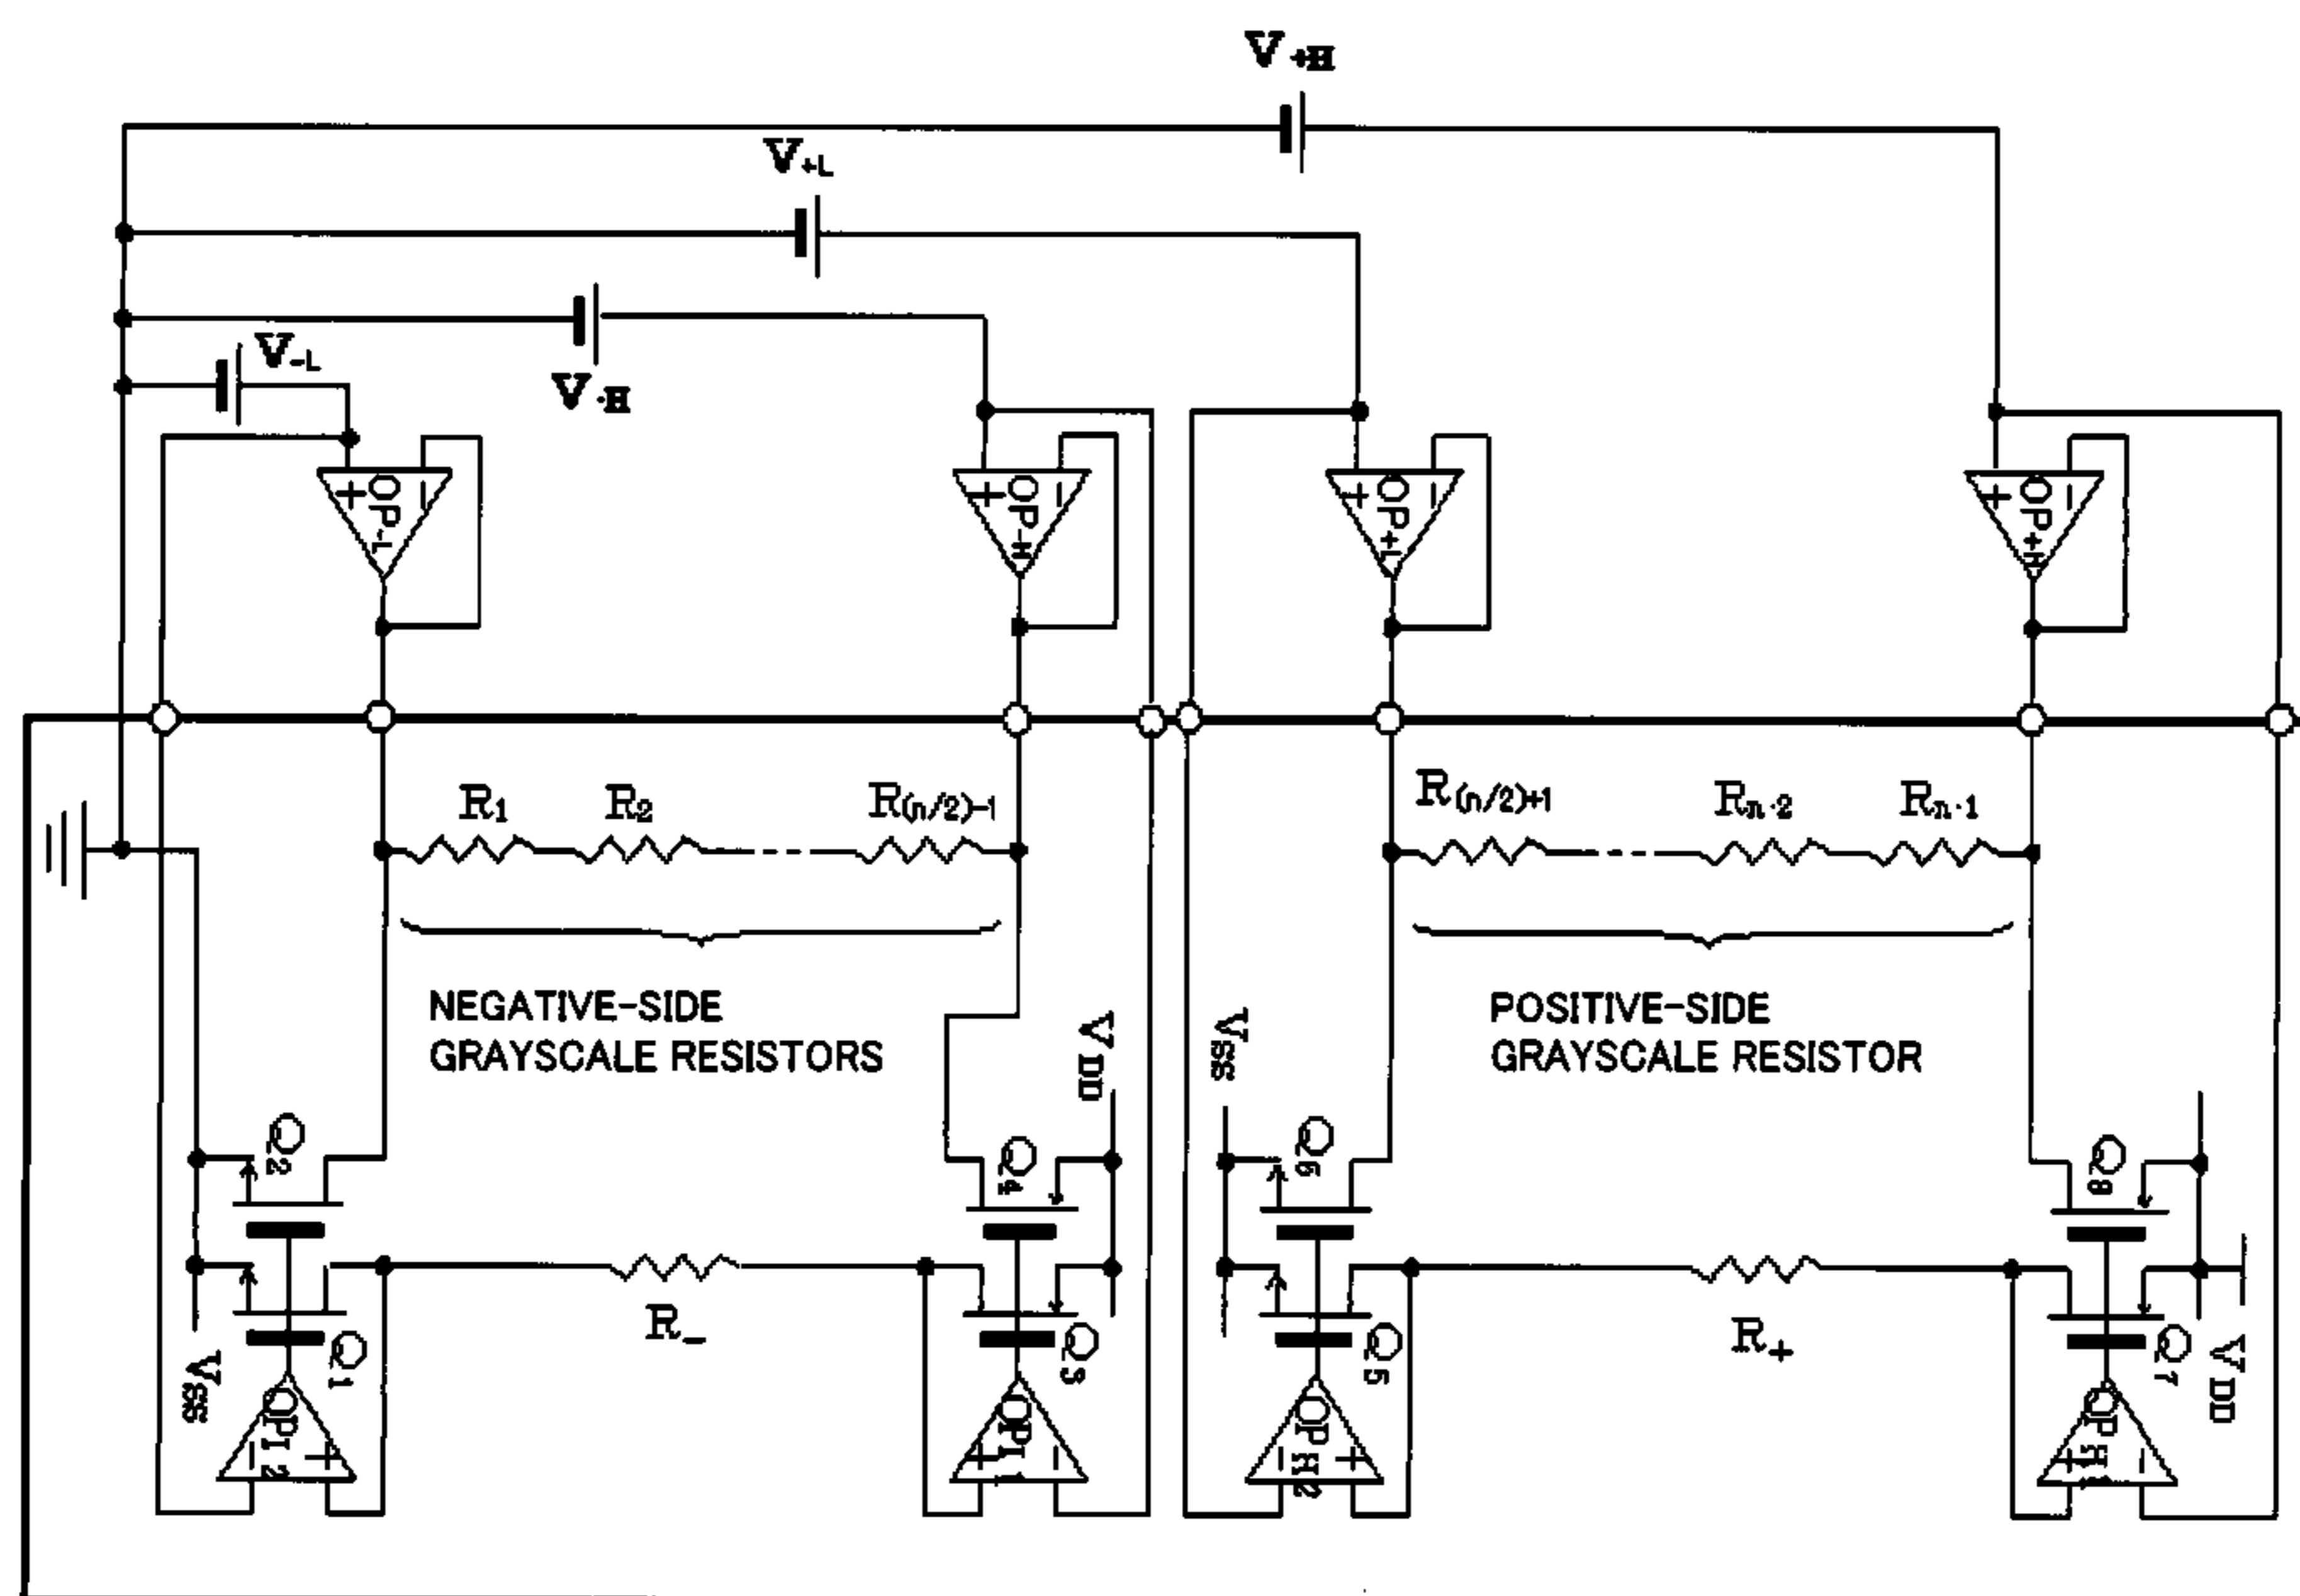 V+H
V+L
V-L
V-H
+ OP-L −
+ OP-H −
+ OP+L −
+ OP+H −
R1 R2 R(n/2)-1
R(n/2)+1 Rn-2 Rn-1
NEGATIVE-SIDE
GRAYSCALE RESISTORS
POSITIVE-SIDE
GRAYSCALE RESISTOR
VDD
VSS
Q2
Q4
Q6
Q8
R−
R+
Q1
Q3
Q5
Q7
VSS
VDD
− OPL2 +
+ OPL1 −
− OPH2 +
+ OPH1 −